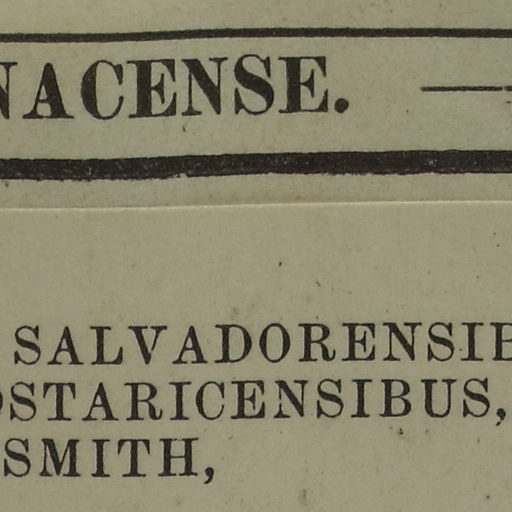 NACENSE. —
SALVADORENSIB
OSTARICENSIBUS,
SMITH,